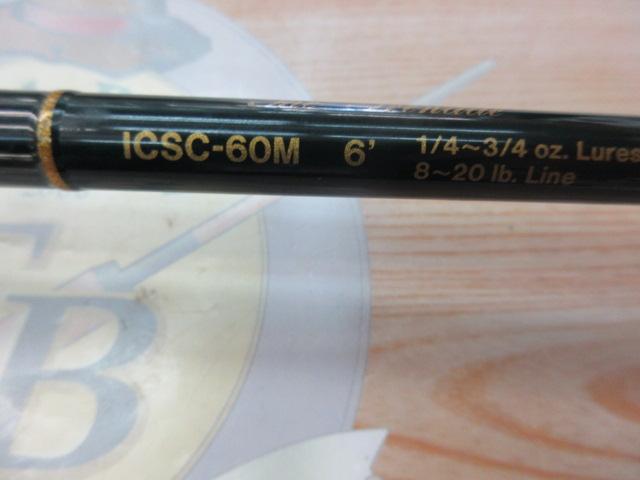 ICSC-60M 6' 1/4~3/4 oz. Lures
8~20 lb. Line
B